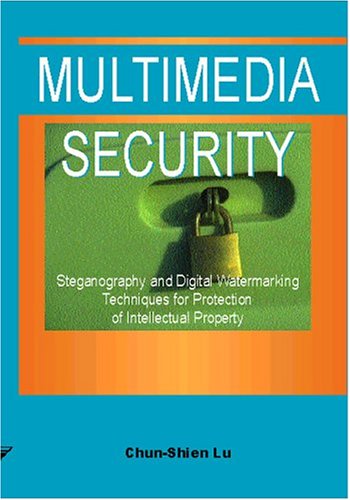 MULTIMEDIA
SECURITY
Steganography and Digital Watermarking
Techniques for Protection
of Intellectual Property
Chun-Shien Lu